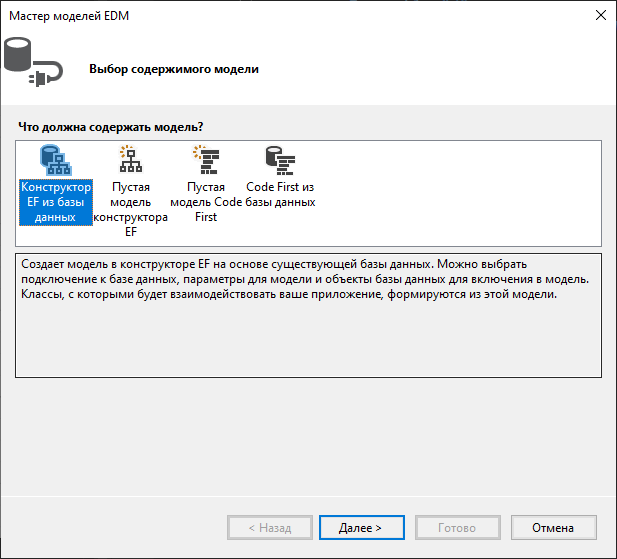 Мастер моделей EDM
Выбор содержимого модели
Что должна содержать модель?
Конструктор
EF из базы
данных
Пустая
модель
конструктора
EF
Пустая
модель Code
First
Code First из
базы данных
Создает модель в конструкторе EF на основе существующей базы данных. Можно выбрать
подключение к базе данных, параметры для модели и объекты базы данных для включения в модель.
Классы, с которыми будет взаимодействовать ваше приложение, формируются из этой модели.
< Назад
Далее >
Готово
Отмена